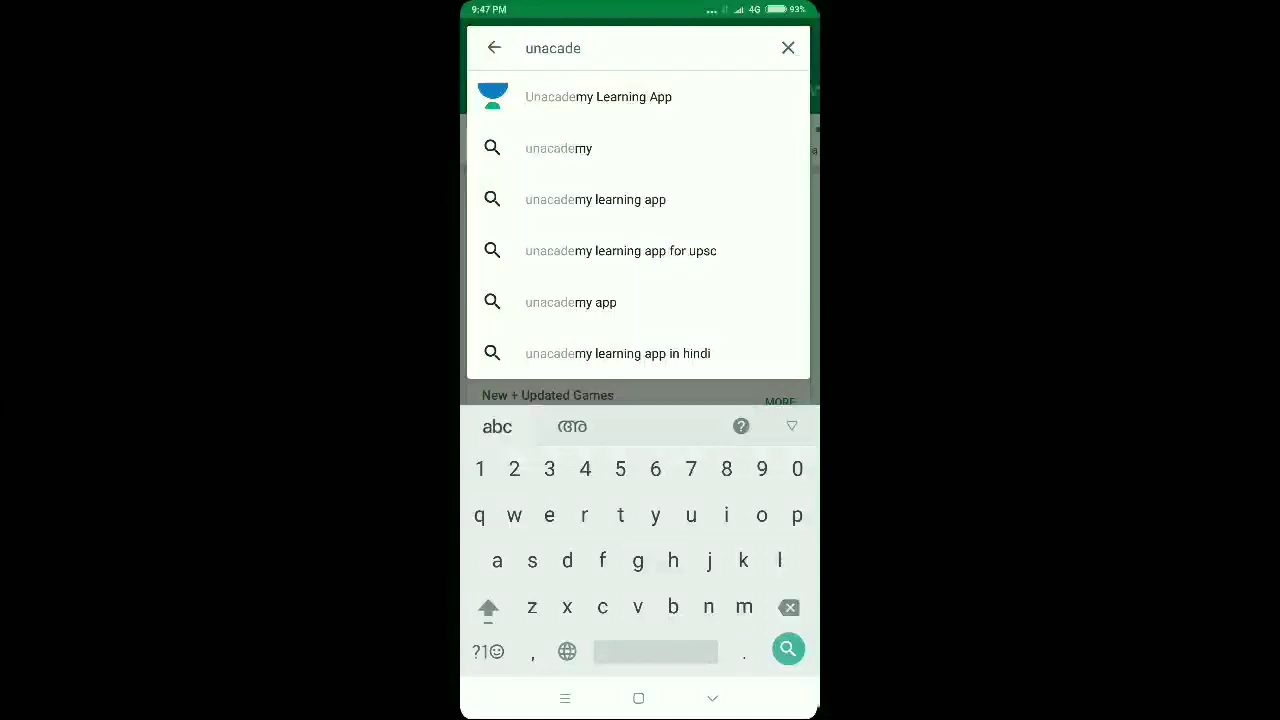 9:47 PM 4G 93%
unacade
Unacademy Learning App
unacademy
unacademy learning app
unacademy learning app for upsc
unacademy app
unacademy learning app in hindi
New + Updated Games MORE
abc അ
1 2 3 4 5 6 7 8 9 0
q w e r t y u i o p
a s d f g h j k l
z x c v b n m
?1☺ , .